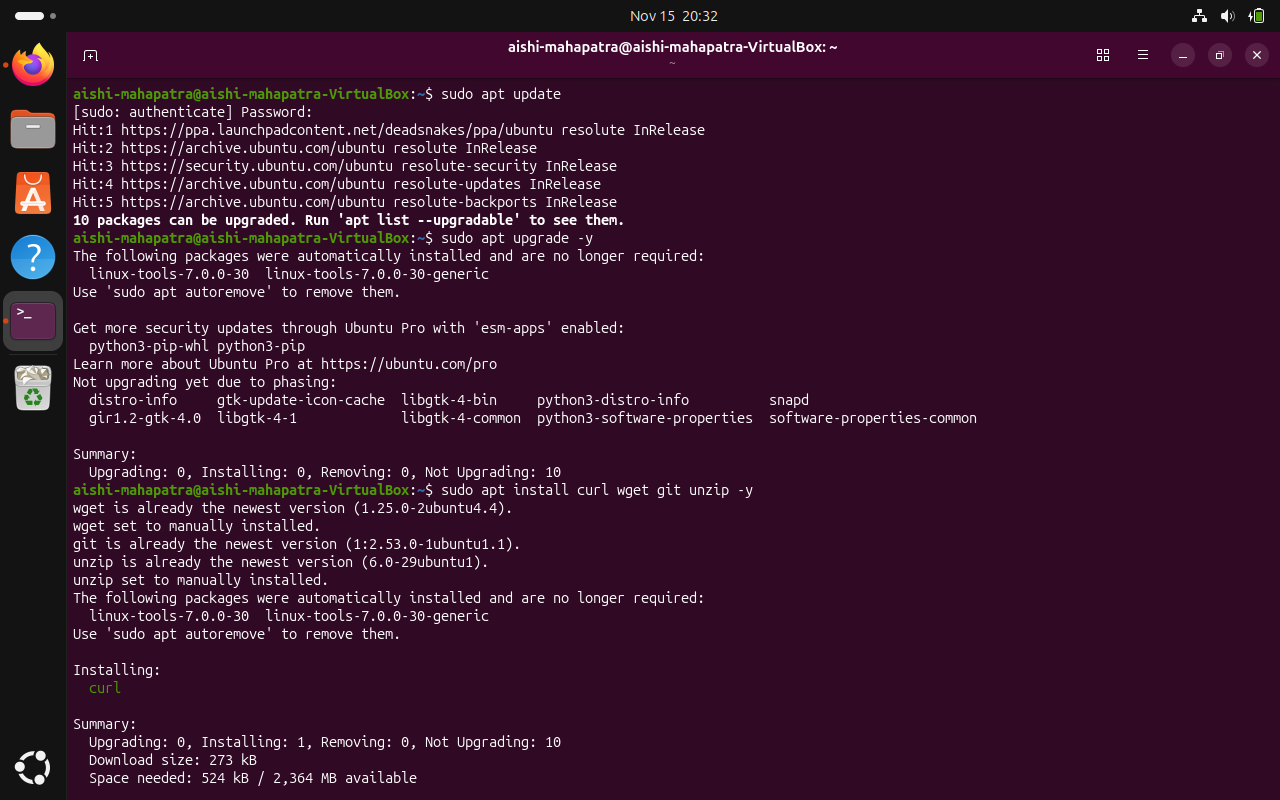 Nov 15 20:32
aishi-mahapatra@aishi-mahapatra-VirtualBox: ~
~
aishi-mahapatra@aishi-mahapatra-VirtualBox:~$ sudo apt update
[sudo: authenticate] Password:
Hit:1 https://ppa.launchpadcontent.net/deadsnakes/ppa/ubuntu resolute InRelease
Hit:2 https://archive.ubuntu.com/ubuntu resolute InRelease
Hit:3 https://security.ubuntu.com/ubuntu resolute-security InRelease
Hit:4 https://archive.ubuntu.com/ubuntu resolute-updates InRelease
Hit:5 https://archive.ubuntu.com/ubuntu resolute-backports InRelease
10 packages can be upgraded. Run 'apt list --upgradable' to see them.
aishi-mahapatra@aishi-mahapatra-VirtualBox:~$ sudo apt upgrade -y
The following packages were automatically installed and are no longer required:
  linux-tools-7.0.0-30  linux-tools-7.0.0-30-generic
Use 'sudo apt autoremove' to remove them.

Get more security updates through Ubuntu Pro with 'esm-apps' enabled:
  python3-pip-whl python3-pip
Learn more about Ubuntu Pro at https://ubuntu.com/pro
Not upgrading yet due to phasing:
  distro-info     gtk-update-icon-cache  libgtk-4-bin     python3-distro-info          snapd
  gir1.2-gtk-4.0  libgtk-4-1             libgtk-4-common  python3-software-properties  software-properties-common

Summary:
  Upgrading: 0, Installing: 0, Removing: 0, Not Upgrading: 10
aishi-mahapatra@aishi-mahapatra-VirtualBox:~$ sudo apt install curl wget git unzip -y
wget is already the newest version (1.25.0-2ubuntu4.4).
wget set to manually installed.
git is already the newest version (1:2.53.0-1ubuntu1.1).
unzip is already the newest version (6.0-29ubuntu1).
unzip set to manually installed.
The following packages were automatically installed and are no longer required:
  linux-tools-7.0.0-30  linux-tools-7.0.0-30-generic
Use 'sudo apt autoremove' to remove them.

Installing:
  curl

Summary:
  Upgrading: 0, Installing: 1, Removing: 0, Not Upgrading: 10
  Download size: 273 kB
  Space needed: 524 kB / 2,364 MB available